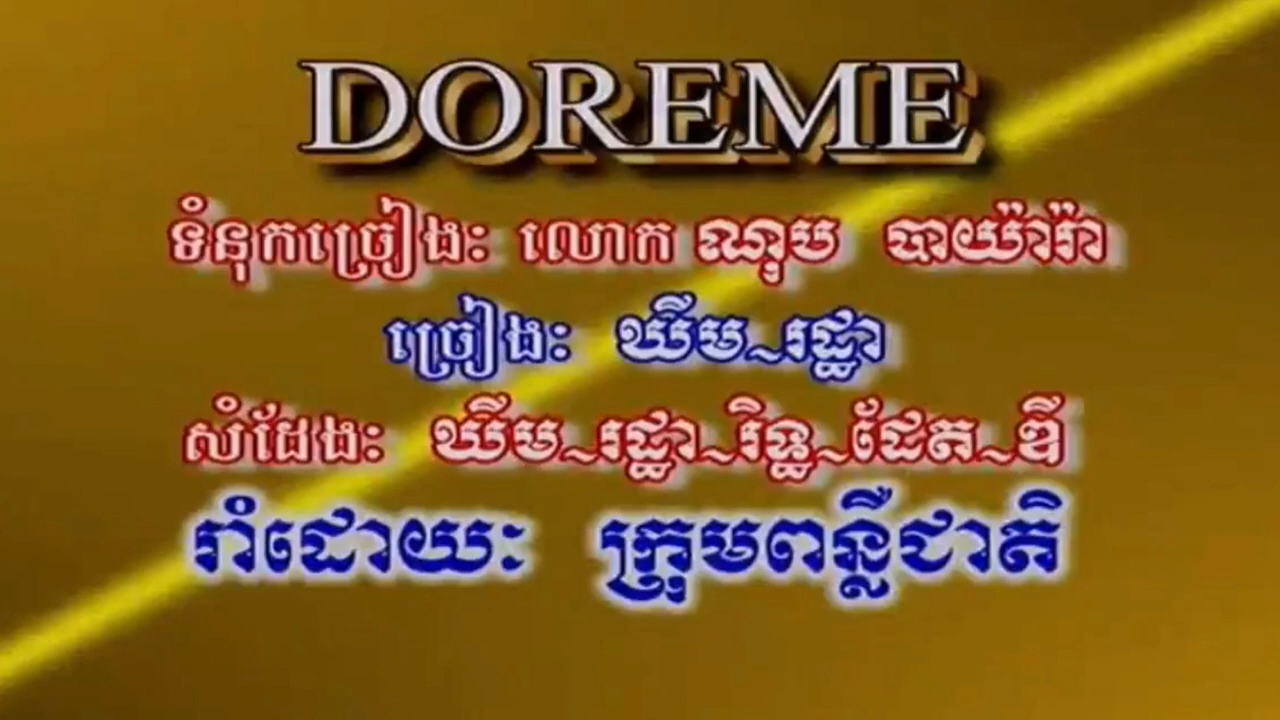 DOREME
ទំនុកច្រៀងៈ លោក ណុប បាយ៉ារ៉ា
ច្រៀងៈ ឃឹម~រដ្ឋា
សំដែងៈ ឃឹម~រដ្ឋា~រិទ្ធ~ដែត~ឌី
រាំដោយៈ ក្រុមពន្លឺជាតិ